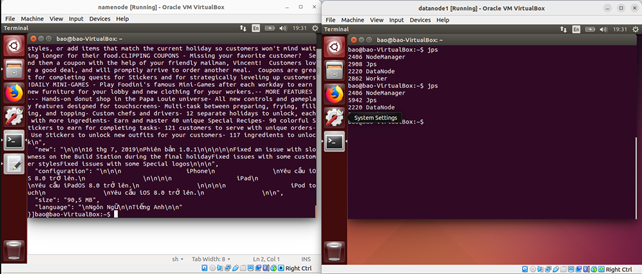 namenode [Running] - Oracle VM VirtualBox
File Machine View Input Devices Help
Terminal
En
19:31
bao@bao-VirtualBox: ~
styles, or add items that match the current holiday so customers won't mind wait
ing longer for their food.CLIPPING COUPONS - Missing your favorite customer? Se
nd them a coupon with the help of your friendly mailman, Vincent! Customers lov
e a good deal, and will promptly arrive to order another meal. Coupons are grea
t for completing quests for Stickers and for strategically leveling up customers
!DAILY MINI-GAMES - Play Foodini's famous Mini-Games after each workday to earn
new furniture for your lobby and new clothing for your workers.-- MORE FEATURES
--- Hands-on donut shop in the Papa Louie universe- All new controls and gamepla
y features designed for touchscreens- Multi-task between preparing, frying, fill
ing, and topping- Custom chefs and drivers- 12 separate holidays to unlock, each
with more ingredients- Earn and master 40 unique Special Recipes- 90 colorful S
tickers to earn for completing tasks- 121 customers to serve with unique orders-
Use Stickers to unlock new outfits for your customers- 117 ingredients to unloc
k\n",
"new": "\n\n\n16 thg 7, 2019\nPhiên bản 1.0.1\n\n\n\n\nFixed an issue with slo
wness on the Build Station during the final holidayFixed issues with some custom
er stylesFixed issues with some Special logos\n\n\n",
"configuration": "\n\n\n iPhone\n \nYêu cầu i
S 8.0 trở lên.\n \n\n\n\n iPad\n
\nYêu cầu iPadOS 8.0 trở lên.\n \n\n\n\n iPod to
uch\n \nYêu cầu iOS 8.0 trở lên.\n \n\n",
"size": "90,5 MB",
"language": "\nNgôn Ngữ\n\nTiếng Anh\n\n"
}]bao@bao-VirtualBox:~$
sh Tab Width: 8 Ln 2, Col 1 INS
Right Ctrl
datanode1 [Running] - Oracle VM VirtualBox
File Machine View Input Devices Help
Terminal
En
19:31
bao@bao-VirtualBox: ~
bao@bao-VirtualBox:~$ jps
2406 NodeManager
2908 Jps
2220 DataNode
2862 Worker
bao@bao-VirtualBox:~$ jps
2406 NodeManager
5942 Jps
2220 DataNode
System Settings
bao@bao-VirtualBox:~$
Right Ctrl